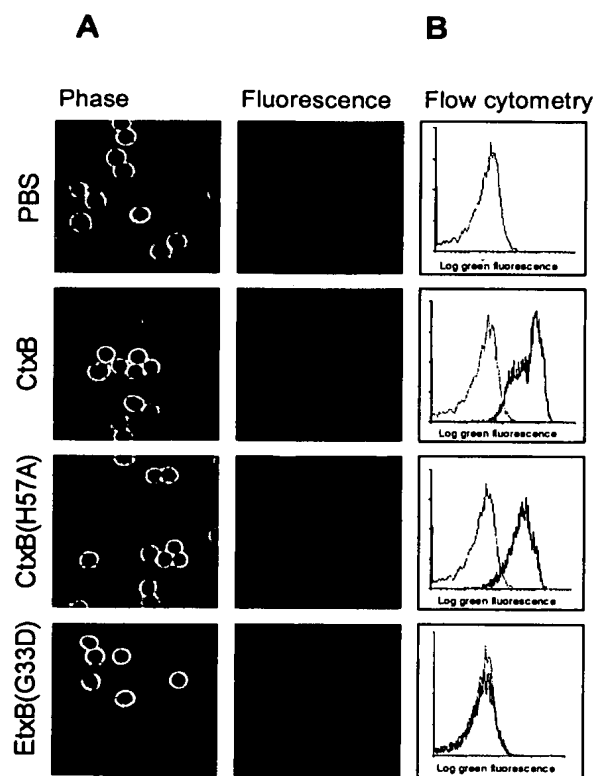 A B
Phase Fluorescence Flow cytometry
PBS
Log green fluorescence
CtxB
Log green fluorescence
CtxB(H57A)
Log green fluorescence
EtxB(G33D)
Log green fluorescence